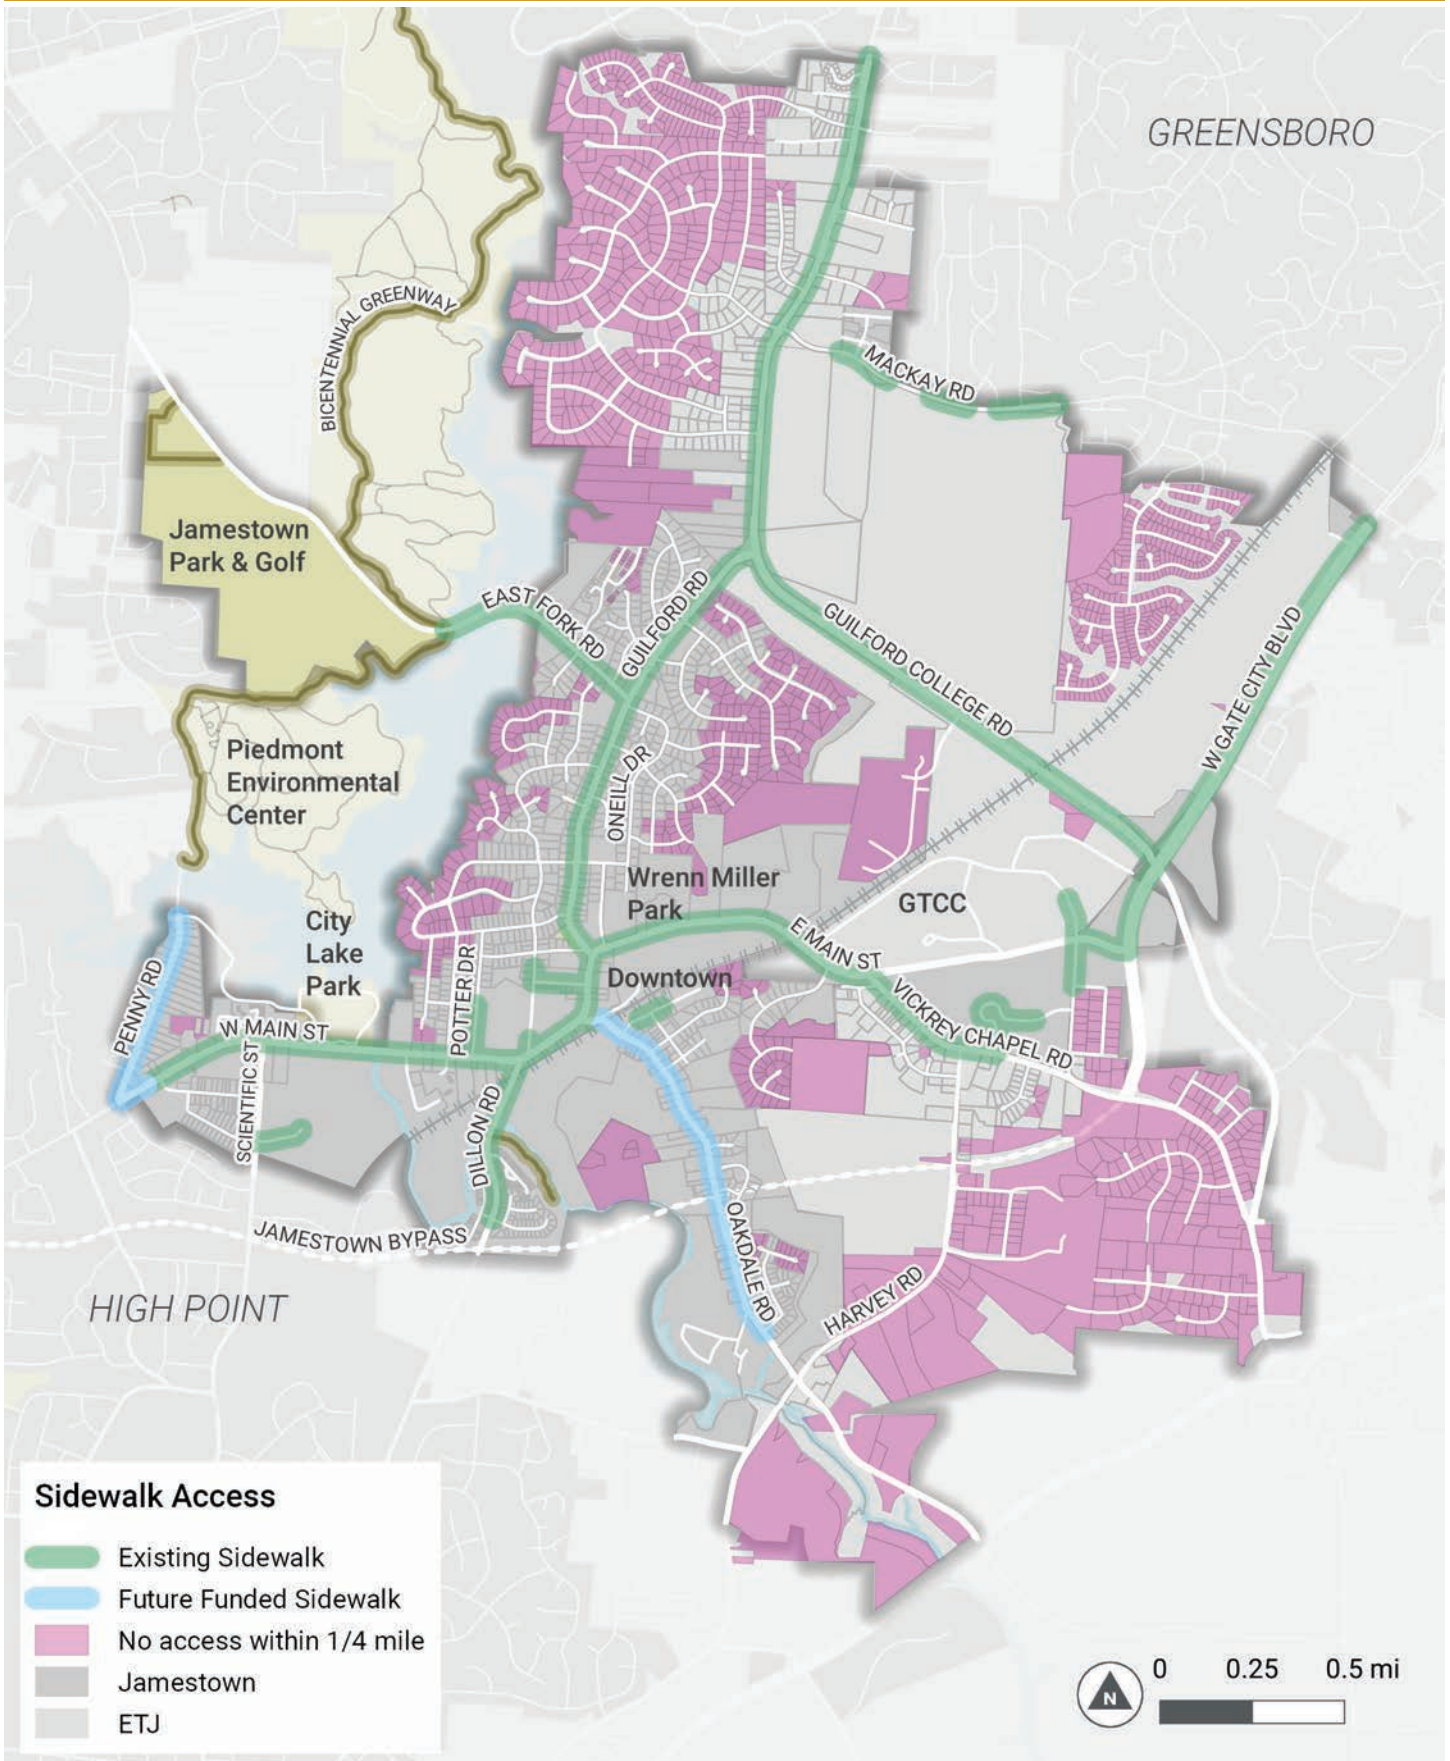 GREENSBORO
BICENTENNIAL GREENWAY
MACKAY RD
Jamestown
Park & Golf
EAST FORK RD
GUILFORD RD
GUILFORD COLLEGE RD
W GATE CITY BLVD
Piedmont
Environmental
Center
ONEILL DR
Wrenn Miller
Park
GTCC
City
Lake
Park
E MAIN ST
PENNY RD
POTTER DR
Downtown
VICKREY CHAPEL RD
W MAIN ST
SCIENTIFIC ST
DILLON RD
JAMESTOWN BYPASS
OAKDALE RD
HARVEY RD
HIGH POINT
Sidewalk Access
Existing Sidewalk
Future Funded Sidewalk
No access within 1/4 mile
Jamestown
ETJ
N
0 0.25 0.5 mi